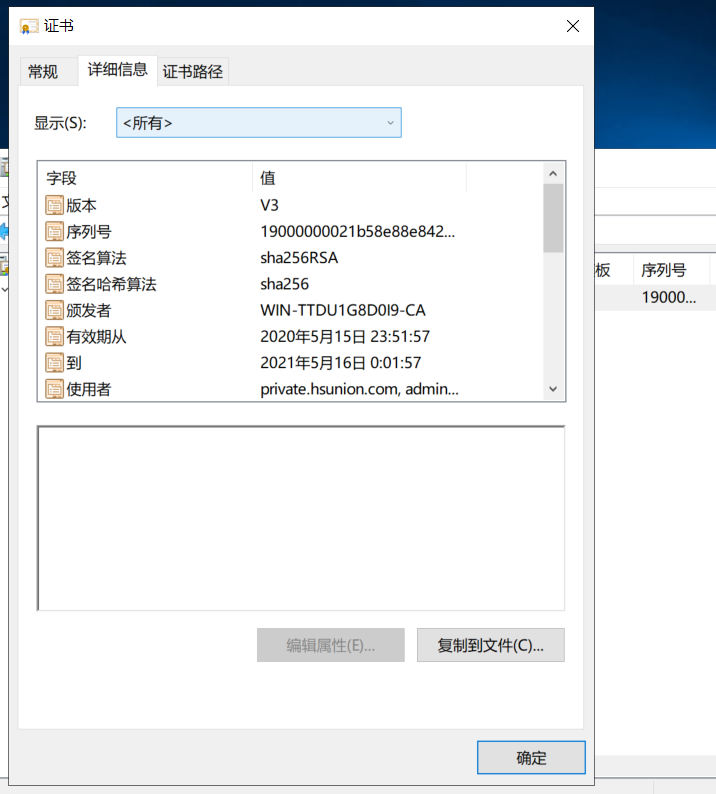 证书
常规 详细信息 证书路径
显示(S): <所有>
字段 值
版本 V3
序列号 19000000021b58e88e842...
签名算法 sha256RSA
签名哈希算法 sha256
颁发者 WIN-TTDU1G8D0I9-CA
有效期从 2020年5月15日 23:51:57
到 2021年5月16日 0:01:57
使用者 private.hsunion.com, admin...
编辑属性(E)... 复制到文件(C)...
确定
板 序列号
19000...